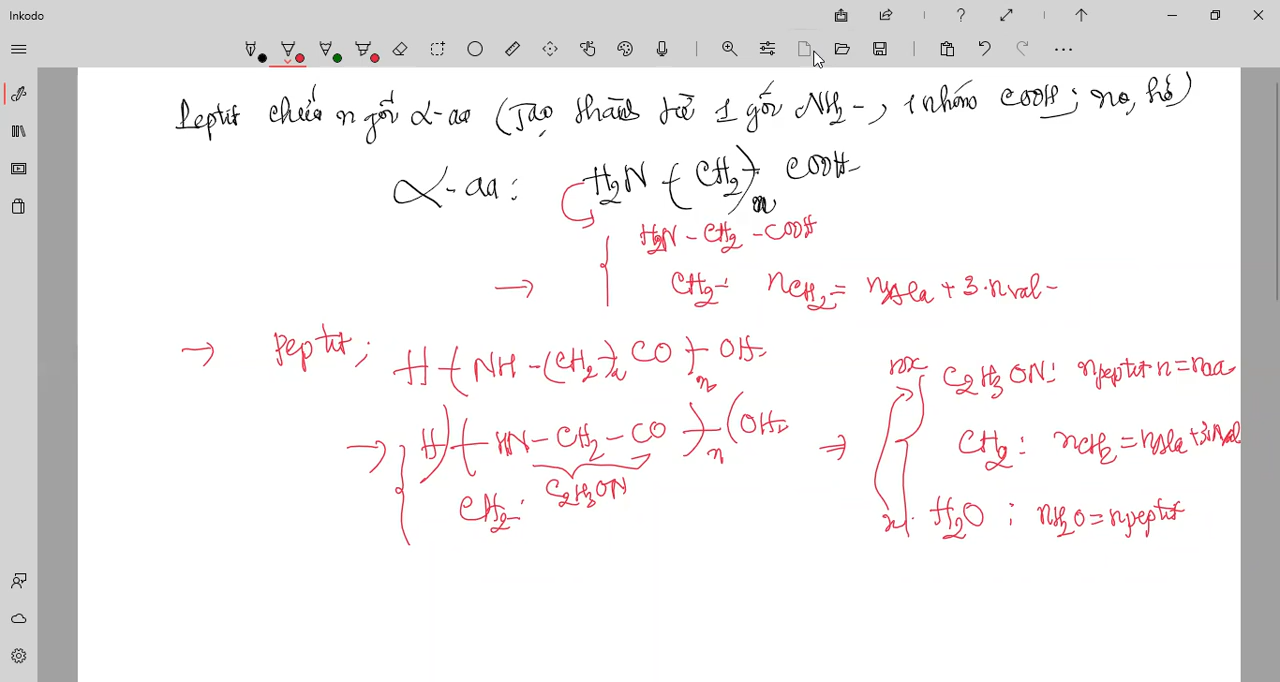 Inkodo
Peptit chứa n gốc α-aa (Tạo thành từ 1 gốc NH2-, 1 nhóm COOH; no, hở)
α-aa: H2N-(CH2)n-COOH
H2N-CH2-COOH
→ CH2: nCH2= nAla + 3.nval
→ Peptit; H-(NH-(CH2)n-CO)n-OH
→ H-(HN-CH2-CO)n-(OH
C2H3ON
CH2:
⇒ nx C2H3ON: npeptit.n=naa
CH2: nCH2=nAla+3nval
x. H2O: nH2O=npeptit